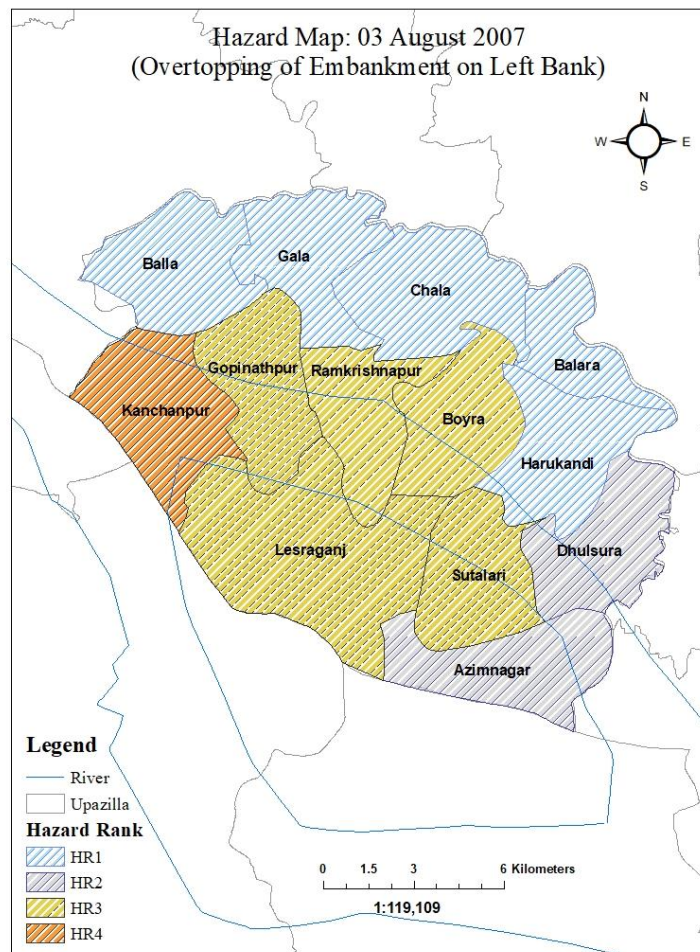 Hazard Map: 03 August 2007
(Overtopping of Embankment on Left Bank)
N
W E
S
Balla
Gala
Chala
Balara
Gopinathpur
Ramkrishnapur
Kanchanpur
Boyra
Harukandi
Lesraganj
Sutalari
Dhulsura
Azimnagar
Legend
River
Upazilla
Hazard Rank
HR1
HR2
HR3
HR4
0 1.5 3 6 Kilometers
1:119,109